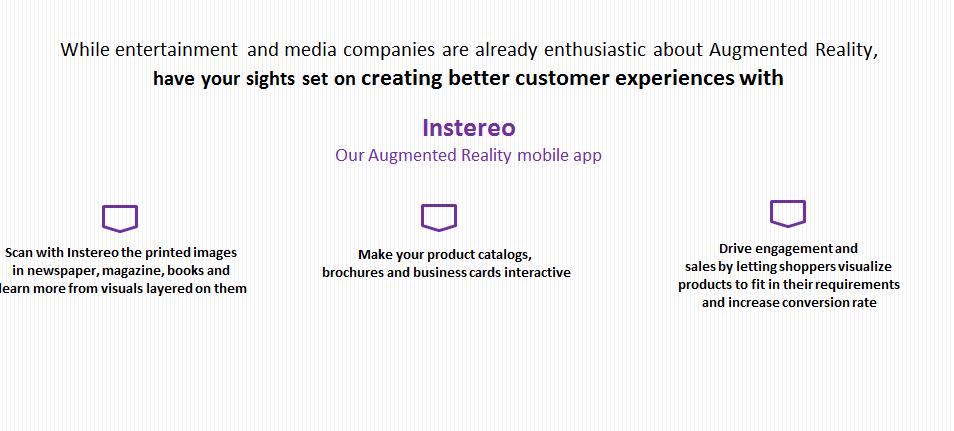 While entertainment and media companies are already enthusiastic about Augmented Reality,
have your sights set on creating better customer experiences with
Instereo
Our Augmented Reality mobile app
Scan with Instereo the printed images
in newspaper, magazine, books and
learn more from visuals layered on them
Make your product catalogs,
brochures and business cards interactive
Drive engagement and
sales by letting shoppers visualize
products to fit in their requirements
and increase conversion rate